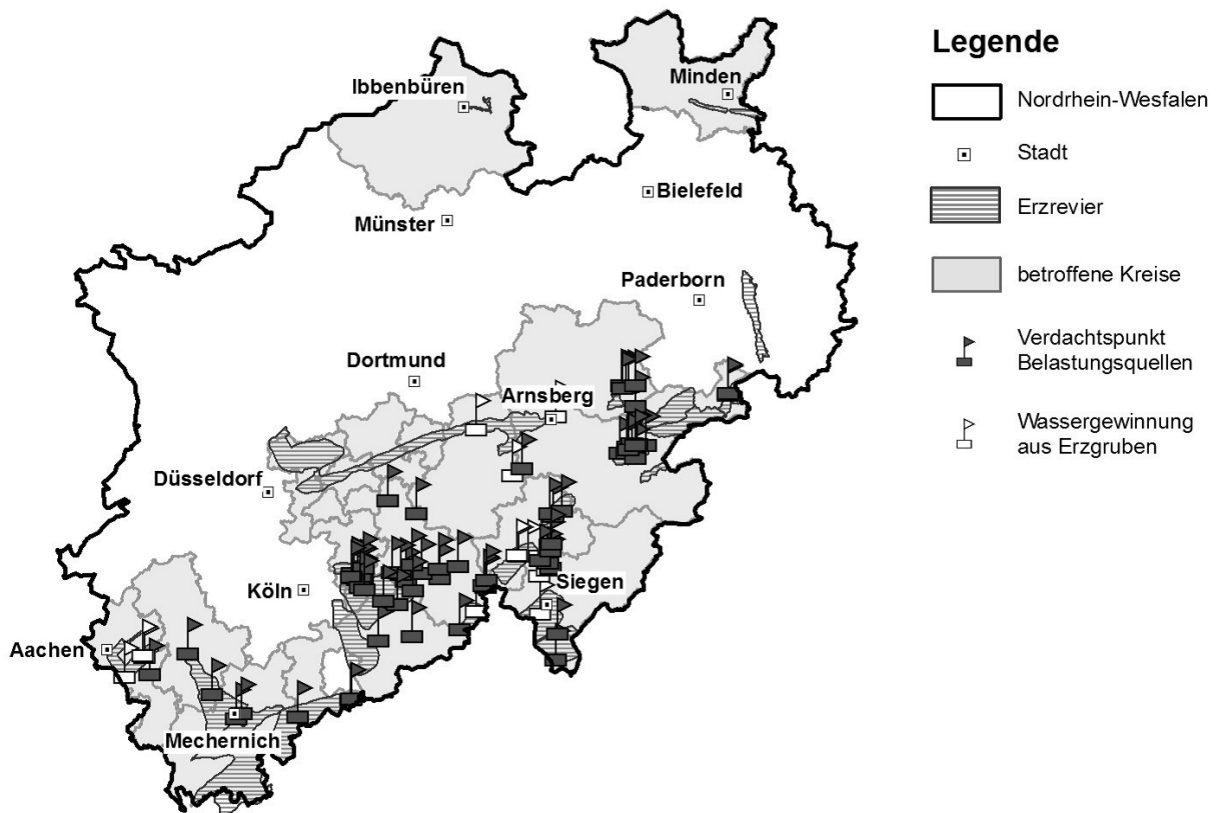 Legende
Nordrhein-Wesfalen
Stadt
Erzrevier
betroffene Kreise
Verdachtspunkt
Belastungsquellen
Wassergewinnung
aus Erzgruben
Minden
Ibbenbüren
Bielefeld
Münster
Paderborn
Dortmund
Arnsberg
Düsseldorf
Siegen
Köln
Aachen
Mechernich